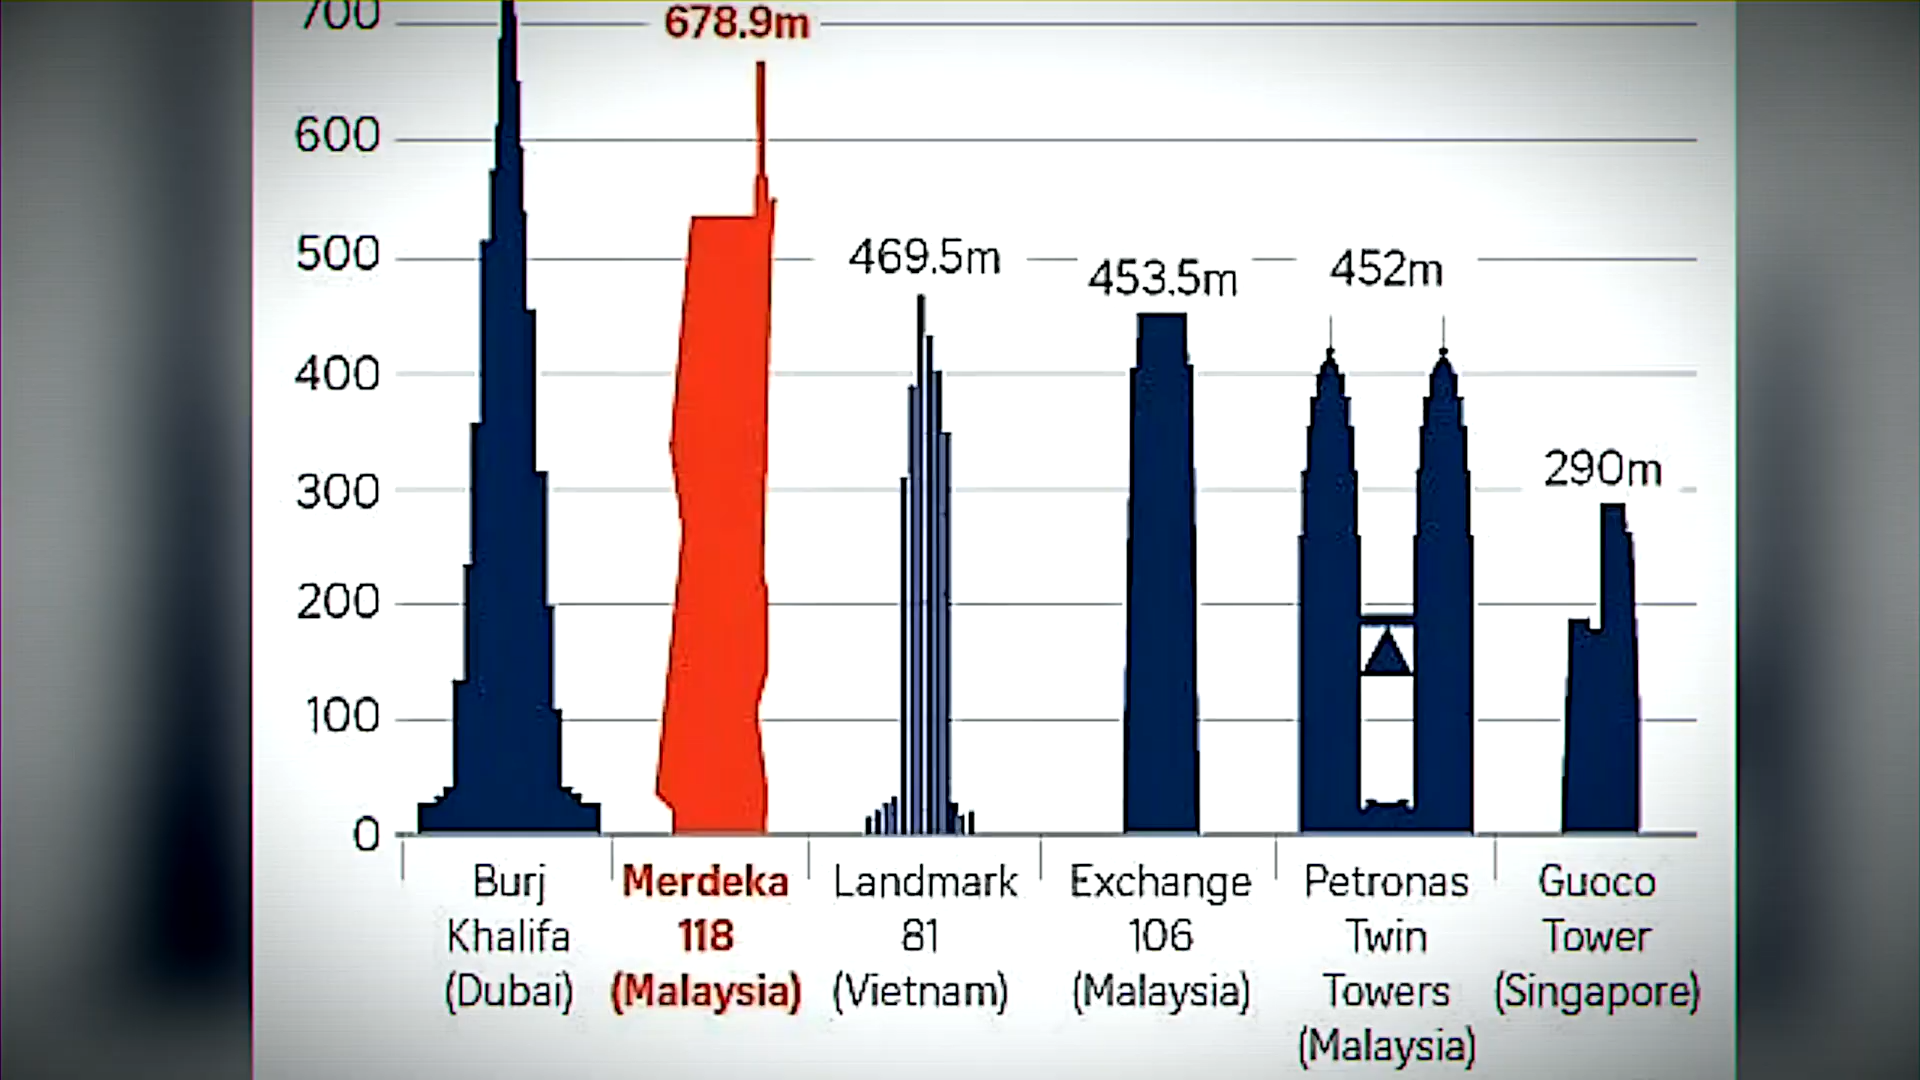 700
678.9m
600
500
469.5m
453.5m
452m
400
300
290m
200
100
0
Burj
Khalifa
(Dubai)
Merdeka
118
(Malaysia)
Landmark
81
(Vietnam)
Exchange
106
(Malaysia)
Petronas
Twin
Towers
(Malaysia)
Guoco
Tower
(Singapore)